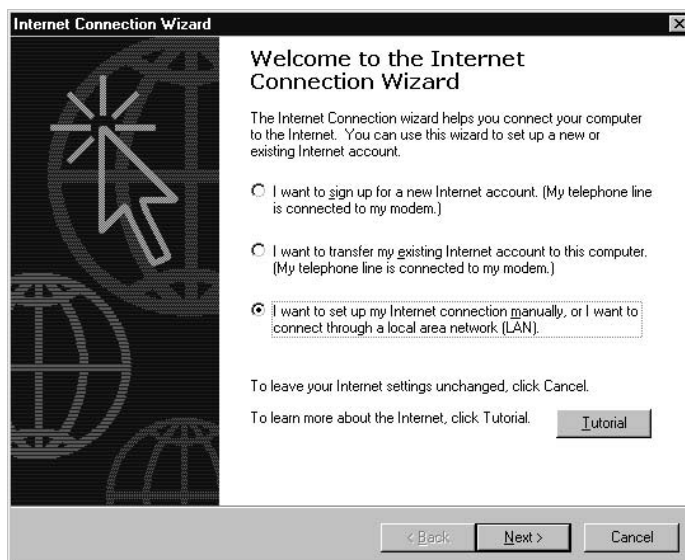 Internet Connection Wizard
Welcome to the Internet
Connection Wizard
The Internet Connection wizard helps you connect your computer
to the Internet. You can use this wizard to set up a new or
existing Internet account.
I want to sign up for a new Internet account. (My telephone line
is connected to my modem.)
I want to transfer my existing Internet account to this computer.
(My telephone line is connected to my modem.)
I want to set up my Internet connection manually, or I want to
connect through a local area network (LAN).
To leave your Internet settings unchanged, click Cancel.
To learn more about the Internet, click Tutorial.
Tutorial
< Back
Next >
Cancel